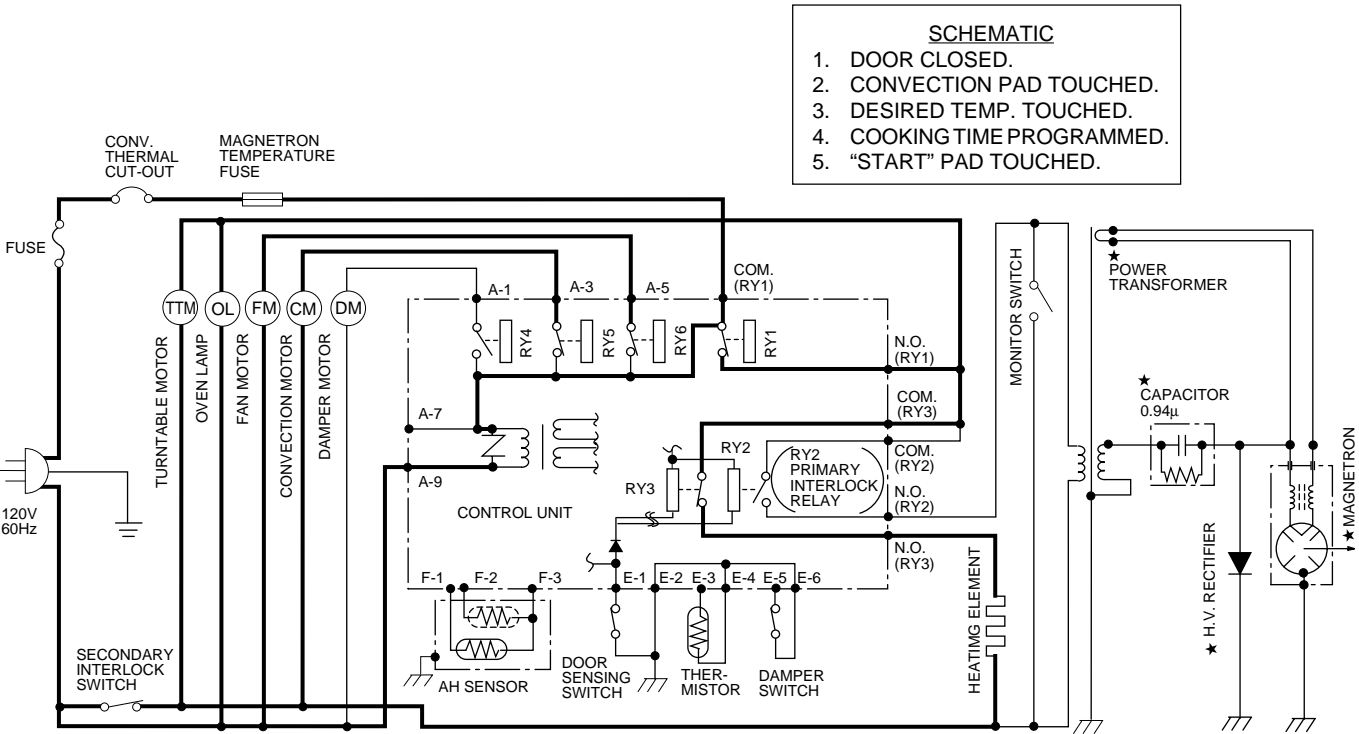 SCHEMATIC
1. DOOR CLOSED.
2. CONVECTION PAD TOUCHED.
3. DESIRED TEMP. TOUCHED.
4. COOKING TIME PROGRAMMED.
5. “START” PAD TOUCHED.
CONV.
THERMAL
CUT-OUT
MAGNETRON
TEMPERATURE
FUSE
FUSE
120V
60Hz
TTM
OL
FM
CM
DM
TURNTABLE MOTOR
OVEN LAMP
FAN MOTOR
CONVECTION MOTOR
DAMPER MOTOR
A-1
A-3
A-5
COM.
(RY1)
RY4
RY5
RY6
RY1
N.O.
(RY1)
COM.
(RY3)
COM.
(RY2)
N.O.
(RY2)
N.O.
(RY3)
A-7
A-9
CONTROL UNIT
RY3
RY2
RY2
PRIMARY
INTERLOCK
RELAY
F-1
F-2
F-3
E-1
E-2
E-3
E-4
E-5
E-6
AH SENSOR
DOOR
SENSING
SWITCH
THER-
MISTOR
DAMPER
SWITCH
SECONDARY
INTERLOCK
SWITCH
HEATIMG ELEMENT
MONITOR SWITCH
★
POWER
TRANSFORMER
★
CAPACITOR
0.94µ
★ H.V. RECTIFIER
★ MAGNETRON